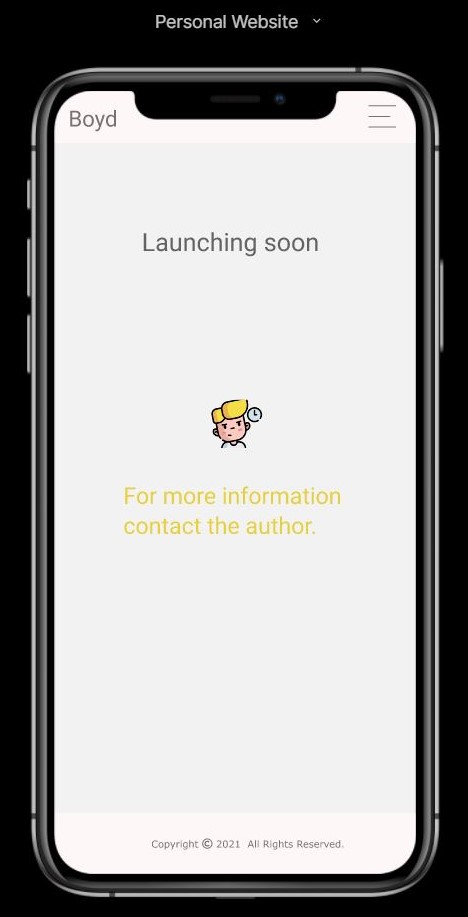 Personal Website
Boyd
Launching soon
For more information
contact the author.
Copyright © 2021 All Rights Reserved.